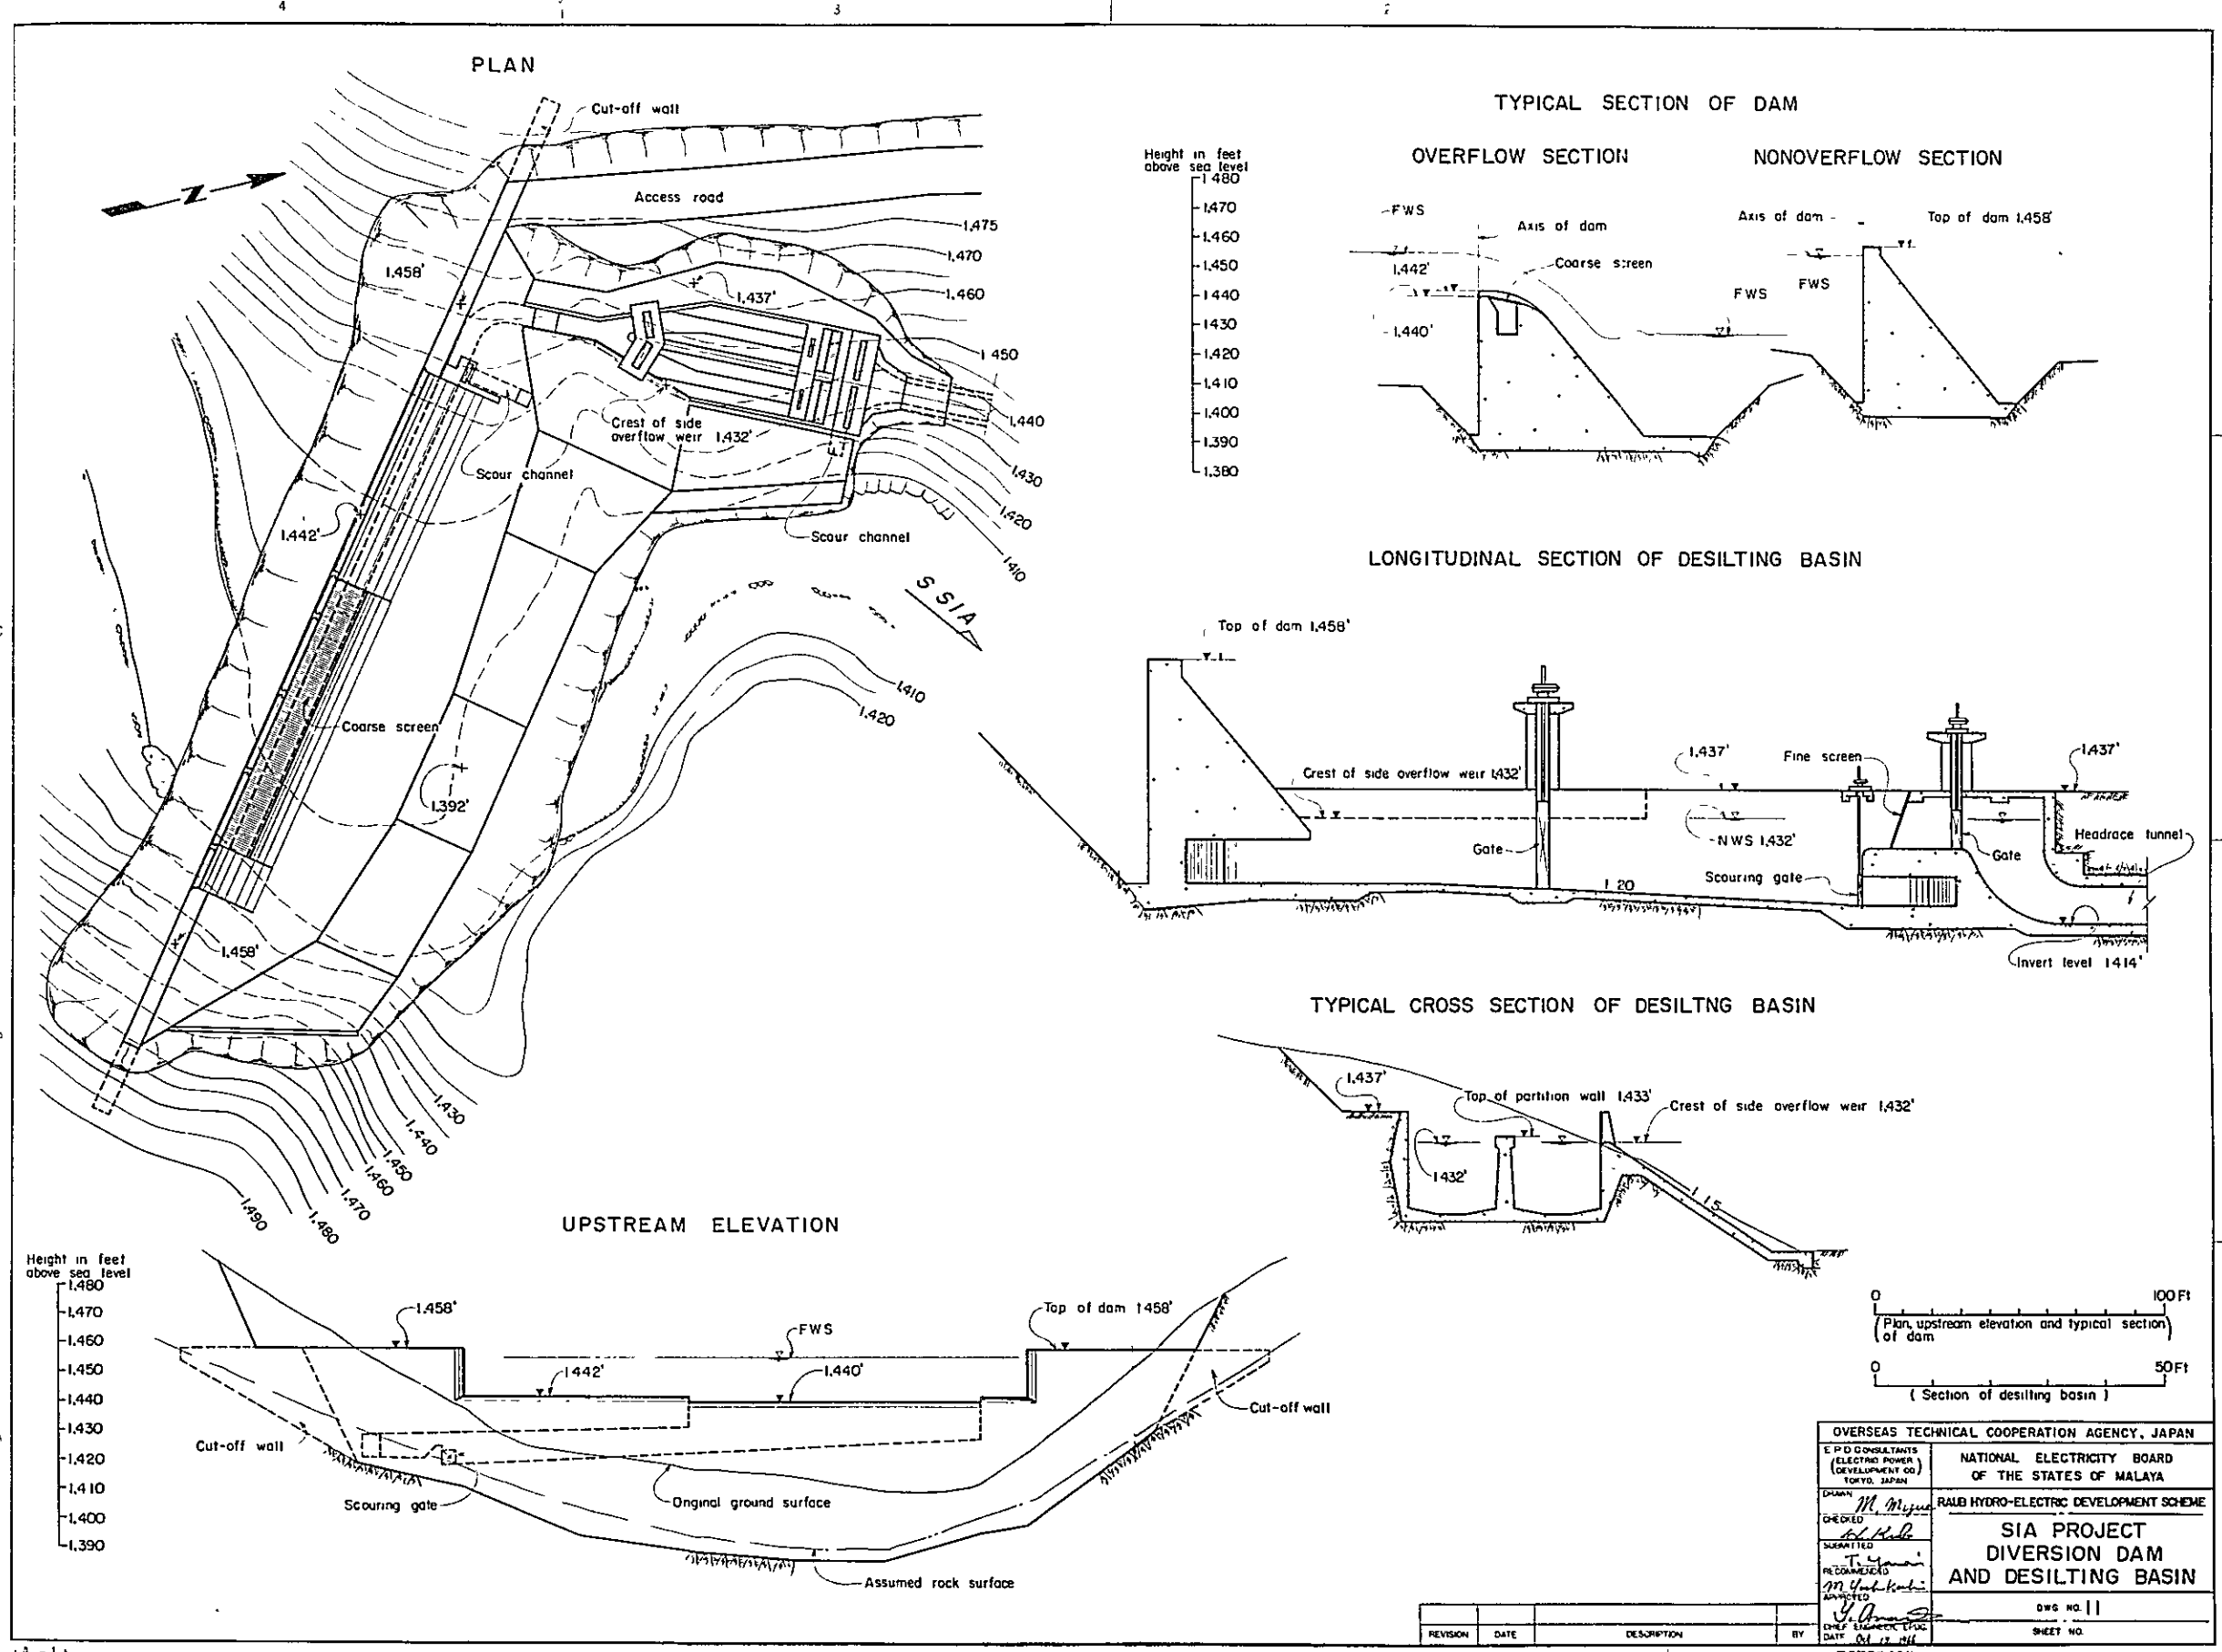 4
3
2
PLAN
Cut-off wall
Z
Access road
1,475
1,470
1,460
1,458'
1,437'
1,450
1,440
Crest of side
overflow weir 1,432'
1,430
Scour channel
1,420
1,442'
Scour channel
1,410
S SIA
1,410
1,420
Coarse screen
1,392'
1,458'
1,430
1,440
1,450
1,460
1,470
1,480
1,490
TYPICAL SECTION OF DAM
OVERFLOW SECTION
NONOVERFLOW SECTION
Height in feet
above sea level
1 480
1,470
1,460
1,450
1,440
1,430
1,420
1,410
1,400
1,390
1,380
FWS
Axis of dam
Coarse screen
1,442'
1,440'
FWS
Axis of dam
Top of dam 1,458'
FWS
LONGITUDINAL SECTION OF DESILTING BASIN
Top of dam 1,458'
Crest of side overflow weir 1,432'
1,437'
Fine screen
1,437'
NWS 1,432'
Headrace tunnel
Gate
Gate
Scouring gate
1 20
Invert level 1414'
TYPICAL CROSS SECTION OF DESILTNG BASIN
1,437'
Top of partition wall 1,433'
Crest of side overflow weir 1,432'
1432'
1 1.5
UPSTREAM ELEVATION
Height in feet
above sea level
1,480
1,470
1,460
1,450
1,440
1,430
1,420
1,410
1,400
1,390
1,458'
FWS
Top of dam 1458'
1442'
1,440'
Cut-off wall
Cut-off wall
Scouring gate
Original ground surface
Assumed rock surface
0 100 Ft
(Plan, upstream elevation and typical section)
of dam
0 50 Ft
( Section of desilting basin )
OVERSEAS TECHNICAL COOPERATION AGENCY, JAPAN
E P D CONSULTANTS
(ELECTRIC POWER
DEVELOPMENT CO)
TOKYO, JAPAN
NATIONAL ELECTRICITY BOARD
OF THE STATES OF MALAYA
DRAWN
RAUB HYDRO-ELECTRIC DEVELOPMENT SCHEME
CHECKED
SUBMITTED
RECOMMENDED
APPROVED
SIA PROJECT
DIVERSION DAM
AND DESILTING BASIN
DWG NO. 11
SHEET NO.
DATE
REVISION DATE DESCRIPTION BY